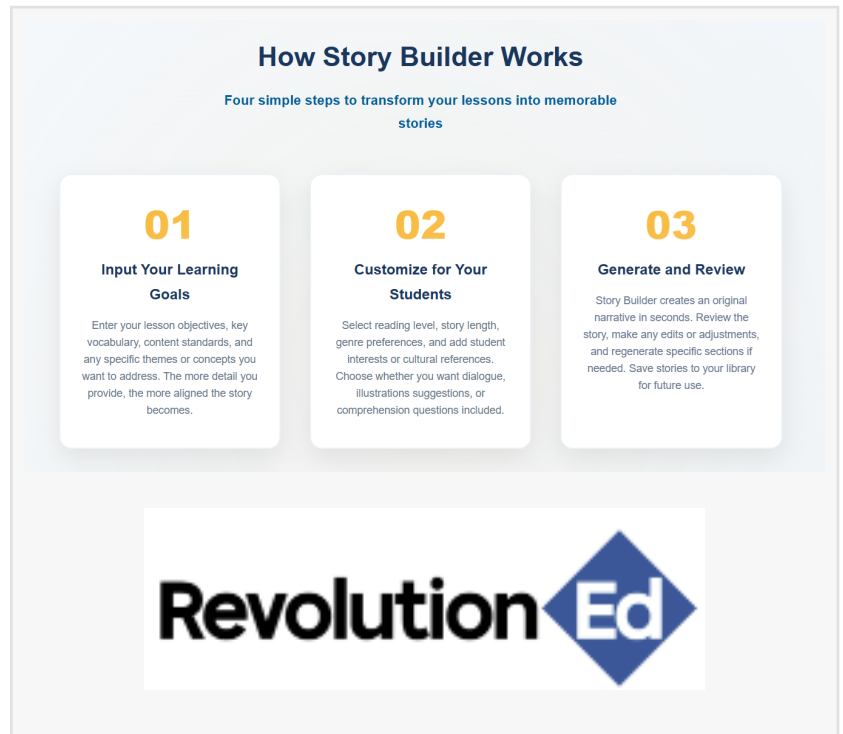 How Story Builder Works
Four simple steps to transform your lessons into memorable
stories
01
Input Your Learning
Goals
Enter your lesson objectives, key
vocabulary, content standards, and
any specific themes or concepts you
want to address. The more detail you
provide, the more aligned the story
becomes.
02
Customize for Your
Students
Select reading level, story length,
genre preferences, and add student
interests or cultural references.
Choose whether you want dialogue,
illustrations suggestions, or
comprehension questions included.
03
Generate and Review
Story Builder creates an original
narrative in seconds. Review the
story, make any edits or adjustments,
and regenerate specific sections if
needed. Save stories to your library
for future use.
Revolution Ed